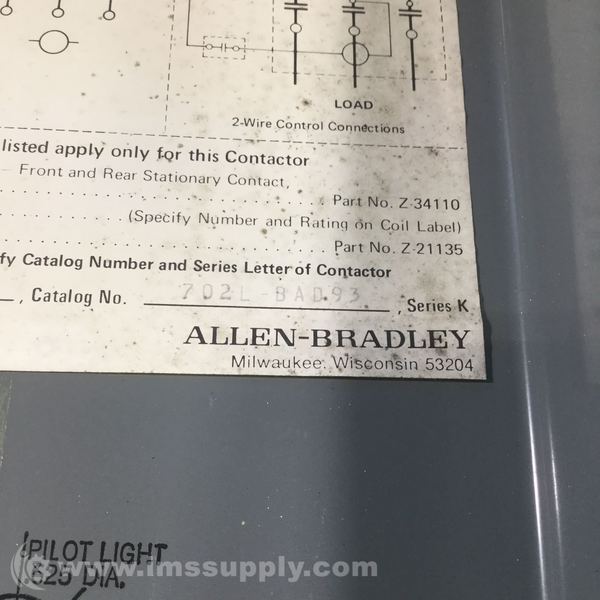 LOAD
2-Wire Control Connections
listed apply only for this Contactor
— Front and Rear Stationary Contact,
Part No. Z-34110
(Specify Number and Rating on Coil Label)
Part No. Z-21135
fy Catalog Number and Series Letter of Contactor
, Catalog No. 702L-BAD93 , Series K
ALLEN-BRADLEY
Milwaukee, Wisconsin 53204
PILOT LIGHT
.625 DIA.
© www.imssupply.com/